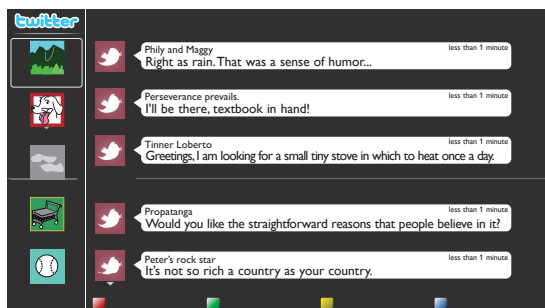 twitter
Phily and Maggy
less than 1 minute
Right as rain. That was a sense of humor...
Perseverance prevails.
less than 1 minute
I'll be there, textbook in hand!
Tinner Loberto
less than 1 minute
Greetings, I am looking for a small tiny stove in which to heat once a day.
Propatanga
less than 1 minute
Would you like the straightforward reasons that people believe in it?
Peter's rock star
less than 1 minute
It's not so rich a country as your country.